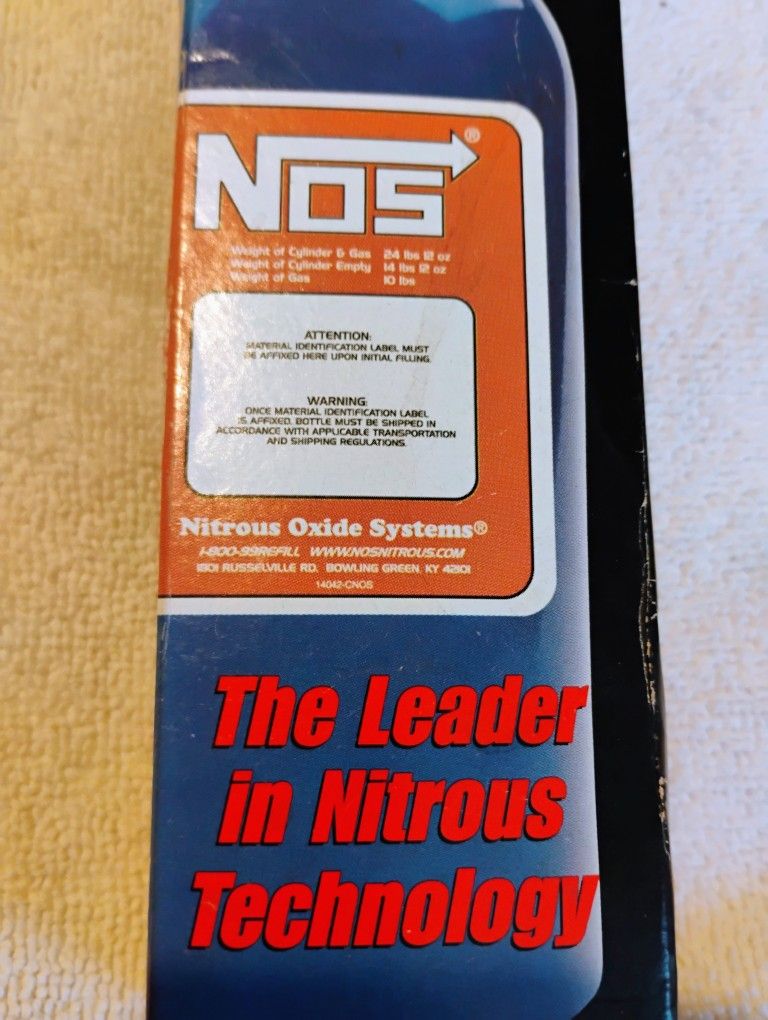 NOS®
Weight of Cylinder & Gas 24 lbs 12 oz
Weight of Cylinder Empty 14 lbs 12 oz
Weight of Gas 10 lbs
ATTENTION:
MATERIAL IDENTIFICATION LABEL MUST
BE AFFIXED HERE UPON INITIAL FILLING.
WARNING:
ONCE MATERIAL IDENTIFICATION LABEL
IS AFFIXED, BOTTLE MUST BE SHIPPED IN
ACCORDANCE WITH APPLICABLE TRANSPORTATION
AND SHIPPING REGULATIONS.
Nitrous Oxide Systems®
1-800-99REFILL WWW.NOSNITROUS.COM
1801 RUSSELVILLE RD. BOWLING GREEN, KY 42101
14042-CNOS
The Leader
in Nitrous
Technology